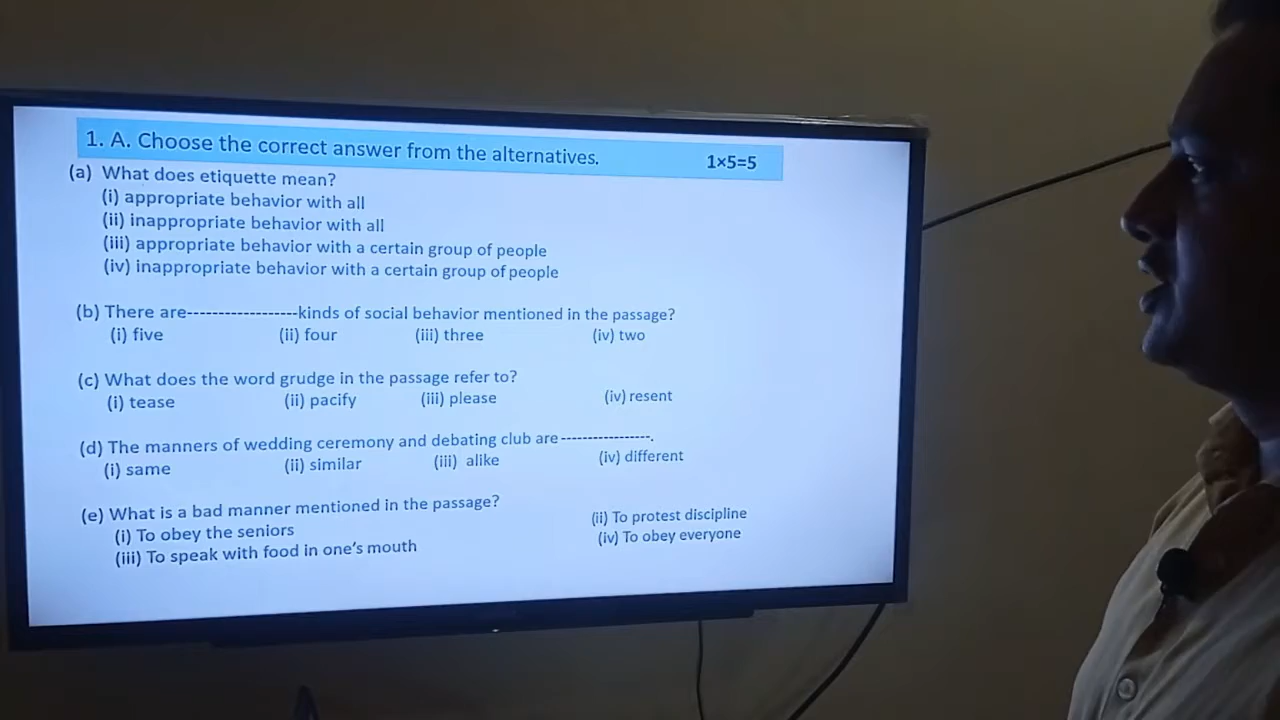 1. A. Choose the correct answer from the alternatives. 1×5=5
(a) What does etiquette mean?
(i) appropriate behavior with all
(ii) inappropriate behavior with all
(iii) appropriate behavior with a certain group of people
(iv) inappropriate behavior with a certain group of people
(b) There are------------------kinds of social behavior mentioned in the passage?
(i) five (ii) four (iii) three (iv) two
(c) What does the word grudge in the passage refer to?
(i) tease (ii) pacify (iii) please (iv) resent
(d) The manners of wedding ceremony and debating club are -----------------.
(i) same (ii) similar (iii) alike (iv) different
(e) What is a bad manner mentioned in the passage?
(i) To obey the seniors (ii) To protest discipline
(iii) To speak with food in one's mouth (iv) To obey everyone